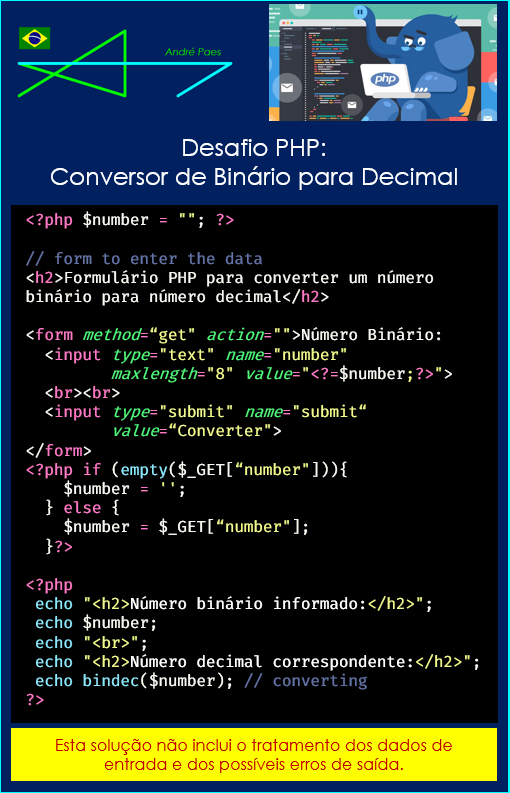 André Paes
php
Desafio PHP:
Conversor de Binário para Decimal
<?php $number = ""; ?>
// form to enter the data
<h2>Formulário PHP para converter um número
binário para número decimal</h2>
<form method=“get" action="">Número Binário:
<input type="text" name="number"
maxlength="8" value="<?=$number;?>">
<br><br>
<input type="submit" name="submit“
value=“Converter">
</form>
<?php if (empty($_GET[“number"])){
$number = '';
} else {
$number = $_GET[“number"];
}?>
<?php
echo "<h2>Número binário informado:</h2>";
echo $number;
echo "<br>";
echo "<h2>Número decimal correspondente:</h2>";
echo bindec($number); // converting
?>
Esta solução não inclui o tratamento dos dados de
entrada e dos possíveis erros de saída.